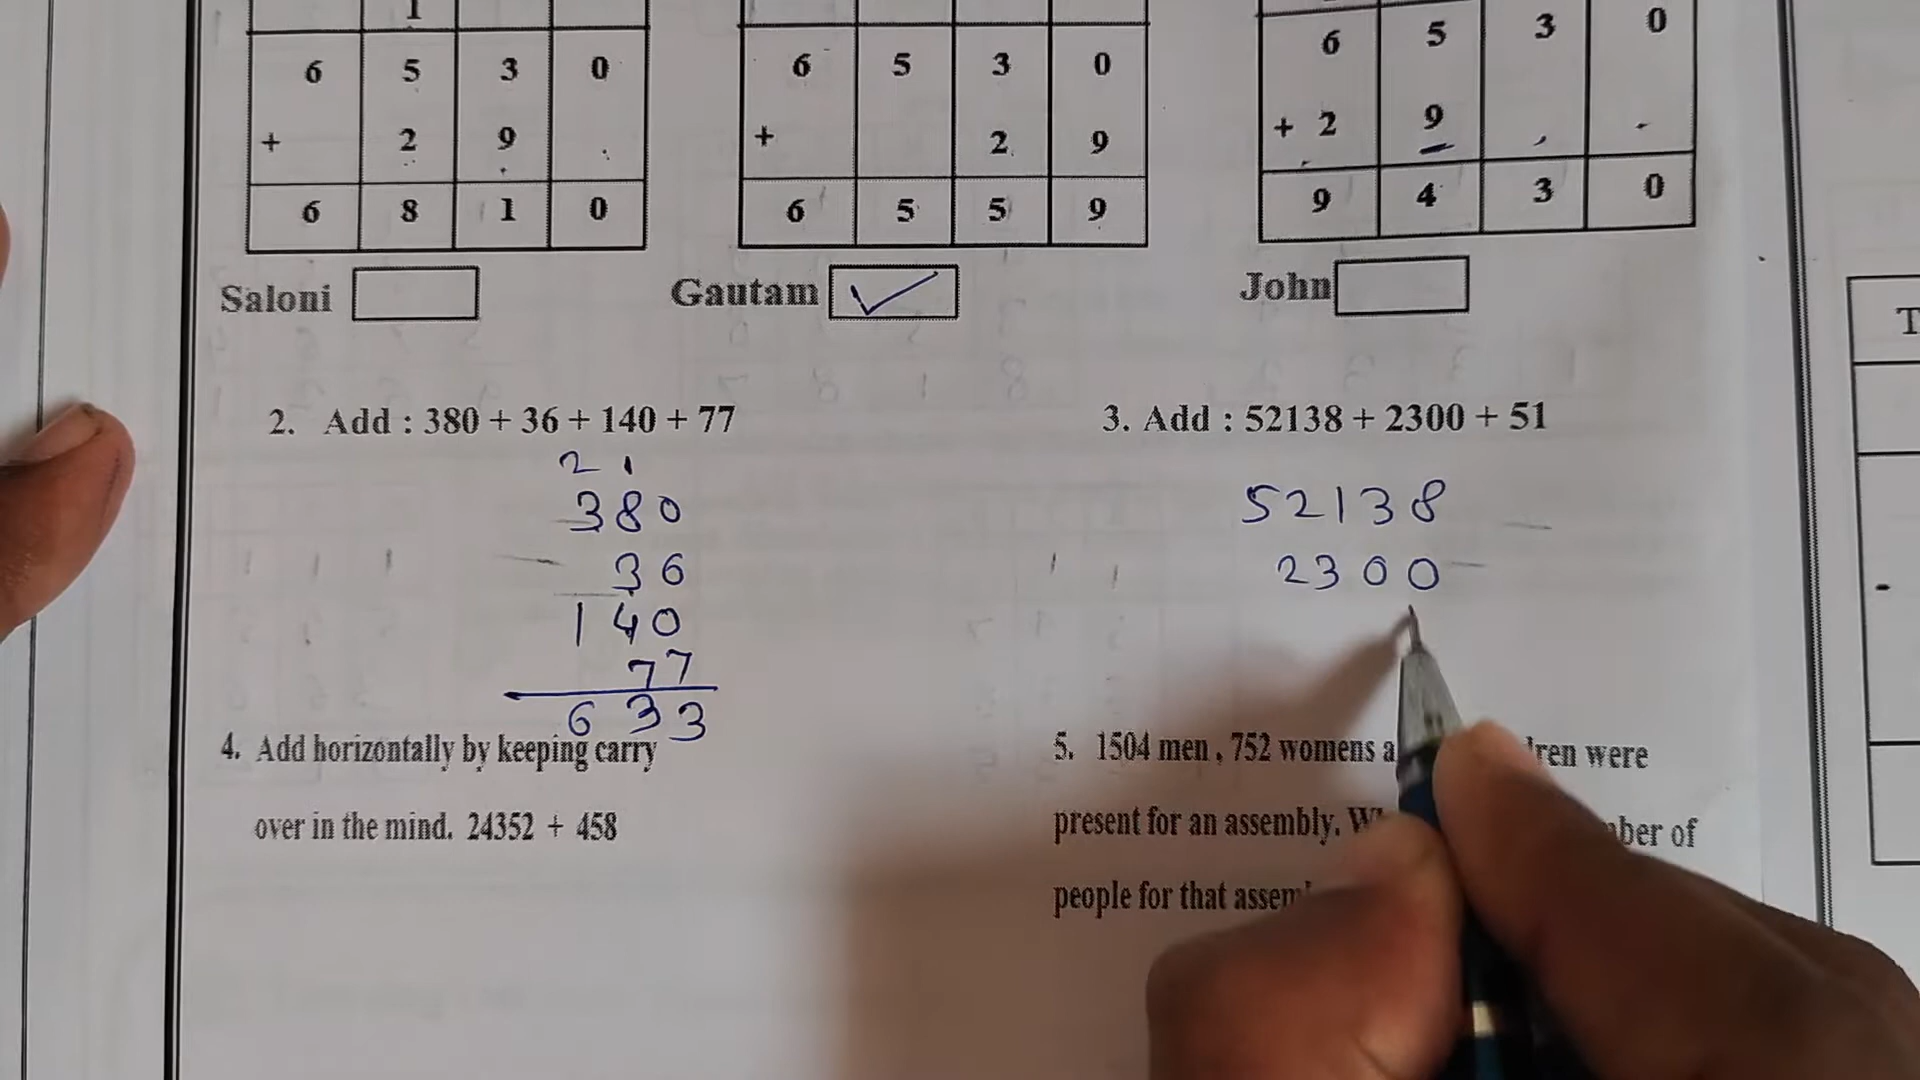 1
6 5 3 0
+ 2 9
6 8 1 0
Saloni
6 5 3 0
+ 2 9
6 5 5 9
Gautam ✓
6 5 3 0
+ 2 9
9 4 3 0
John
2. Add : 380 + 36 + 140 + 77
2 1
380
36
140
77
633
3. Add : 52138 + 2300 + 51
52138
2300
4. Add horizontally by keeping carry
over in the mind. 24352 + 458
5. 1504 men , 752 womens were
present for an assembly. of
people for that
T